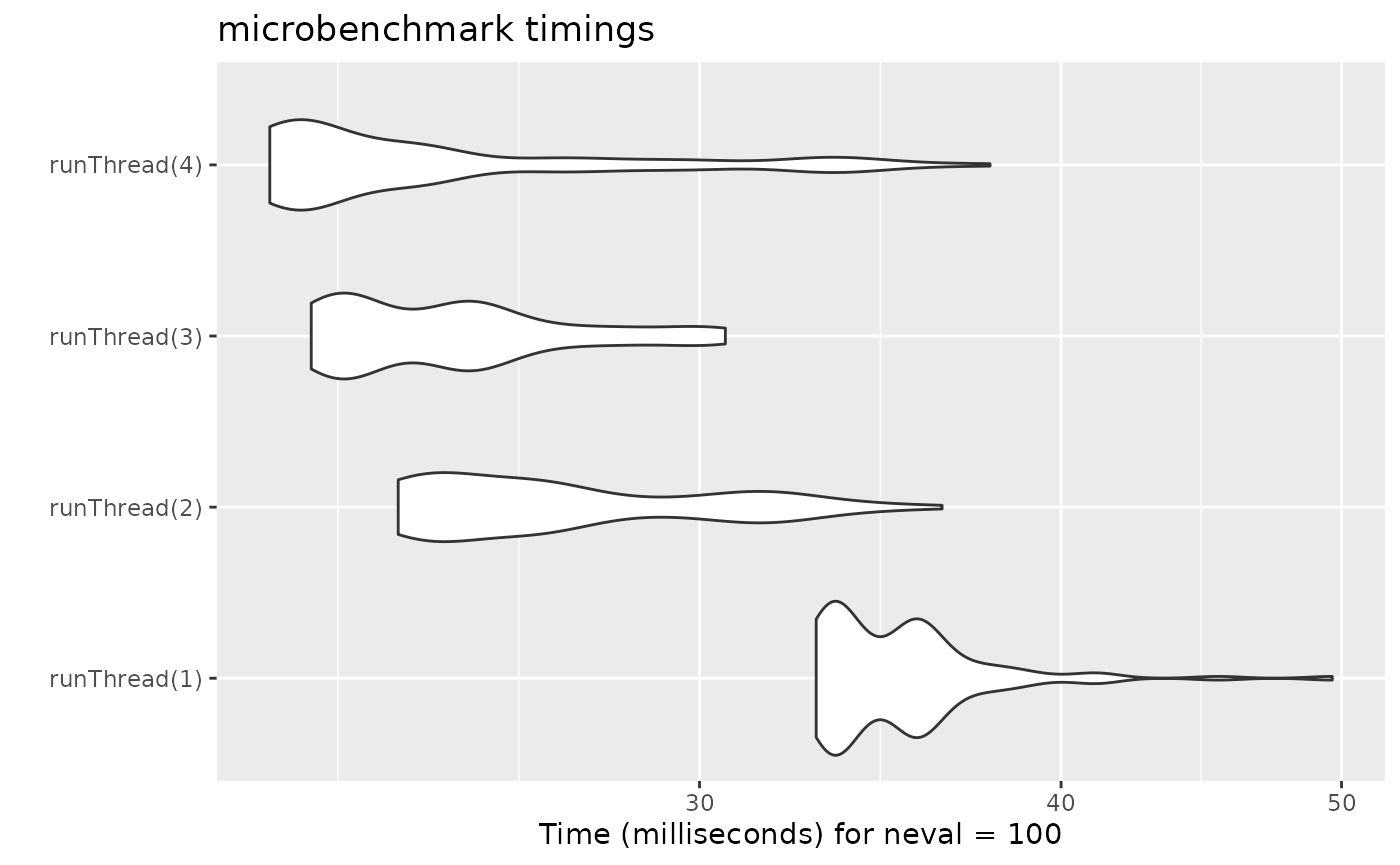 microbenchmark timings
runThread(4)
runThread(3)
runThread(2)
runThread(1)
30 40 50
Time (milliseconds) for neval = 100